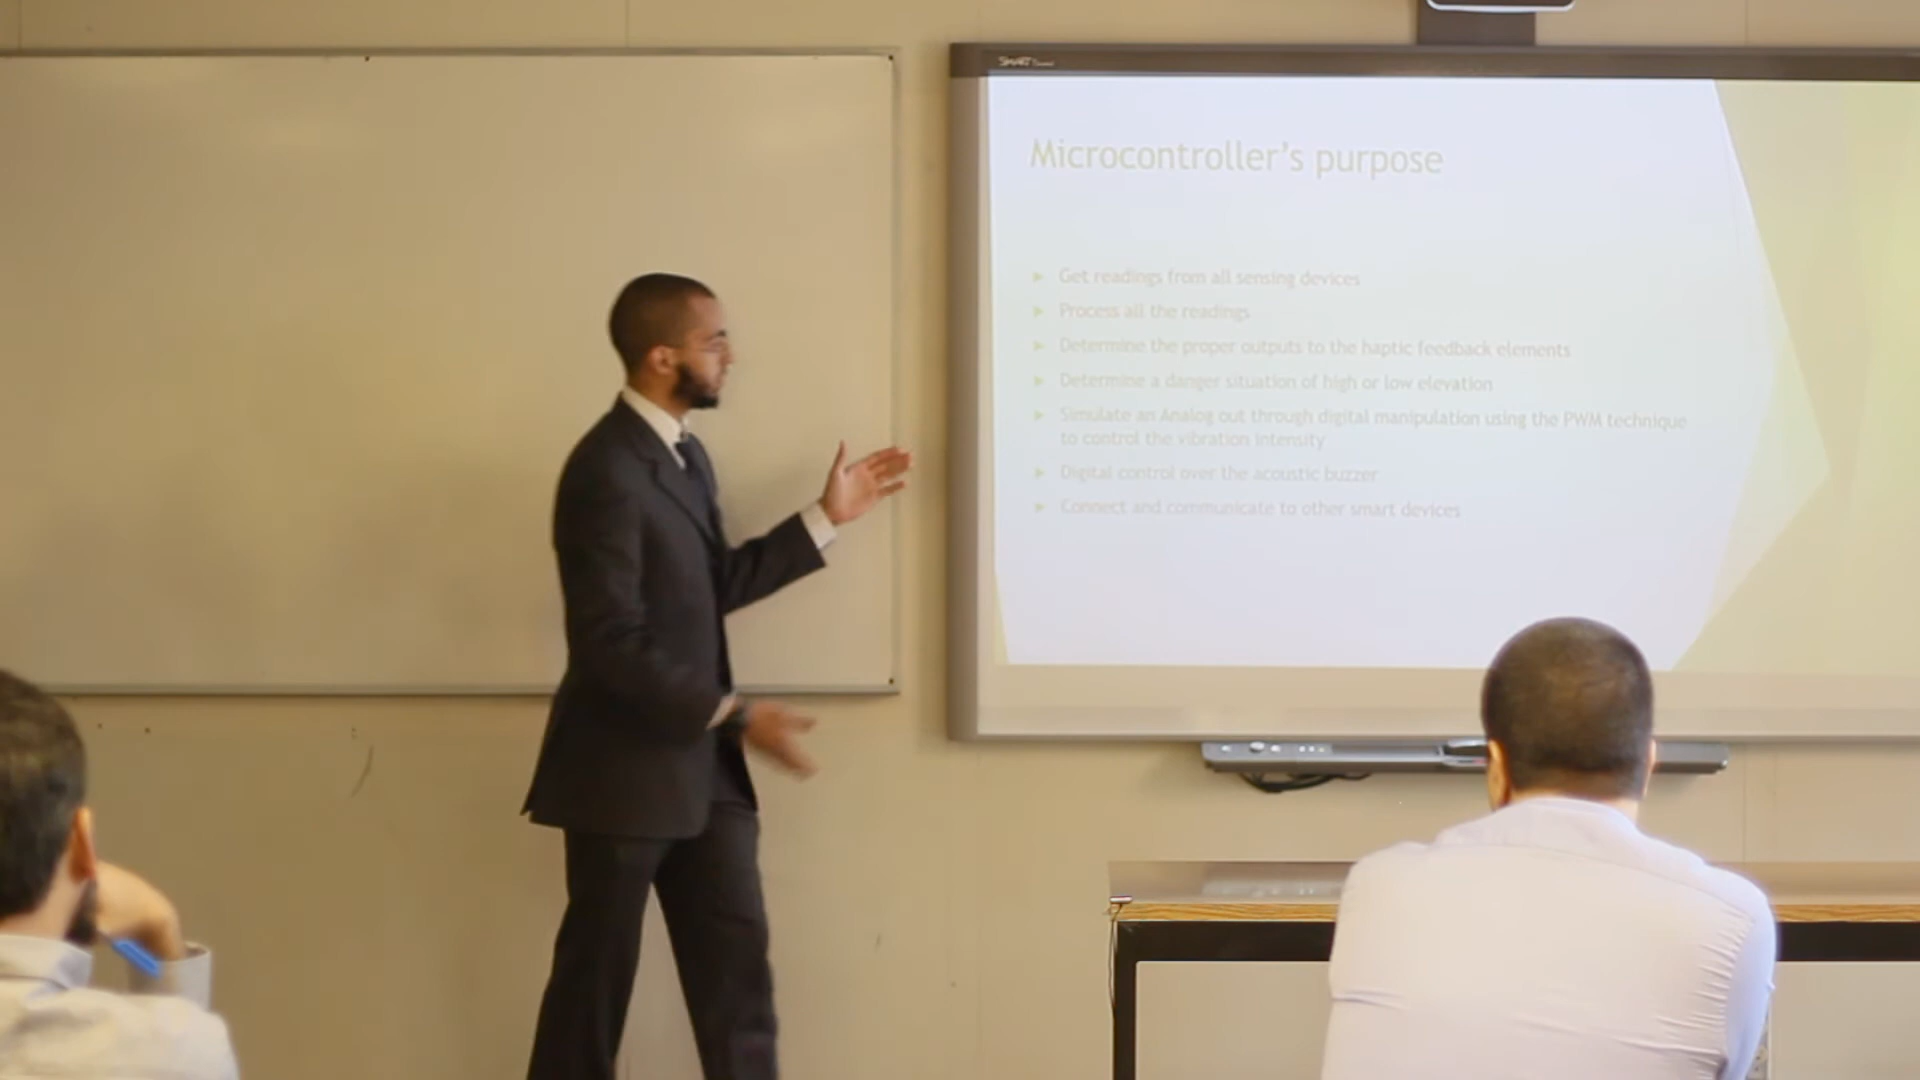 SMART
Microcontroller's purpose
Get readings from all sensing devices
Process all the readings
Determine the proper outputs to the haptic feedback elements
Determine a danger situation of high or low elevation
Simulate an Analog out through digital manipulation using the PWM technique
to control the vibration intensity
Digital control over the acoustic buzzer
Connect and communicate to other smart devices